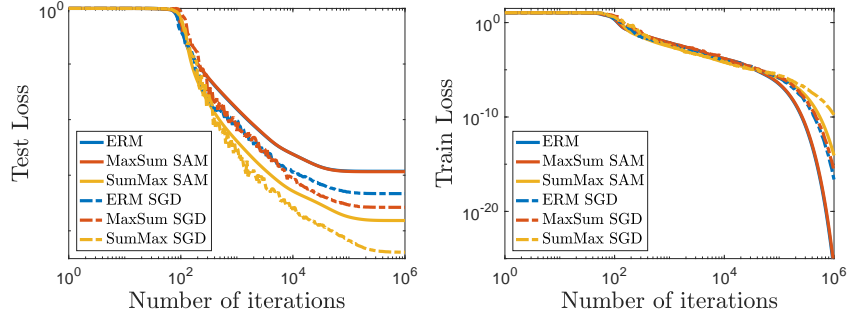 10^0
Test Loss
ERM
MaxSum SAM
SumMax SAM
ERM SGD
MaxSum SGD
SumMax SGD
10^0 10^2 10^4 10^6
Number of iterations
10^0
10^-10
10^-20
Train Loss
ERM
MaxSum SAM
SumMax SAM
ERM SGD
MaxSum SGD
SumMax SGD
10^0 10^2 10^4 10^6
Number of iterations